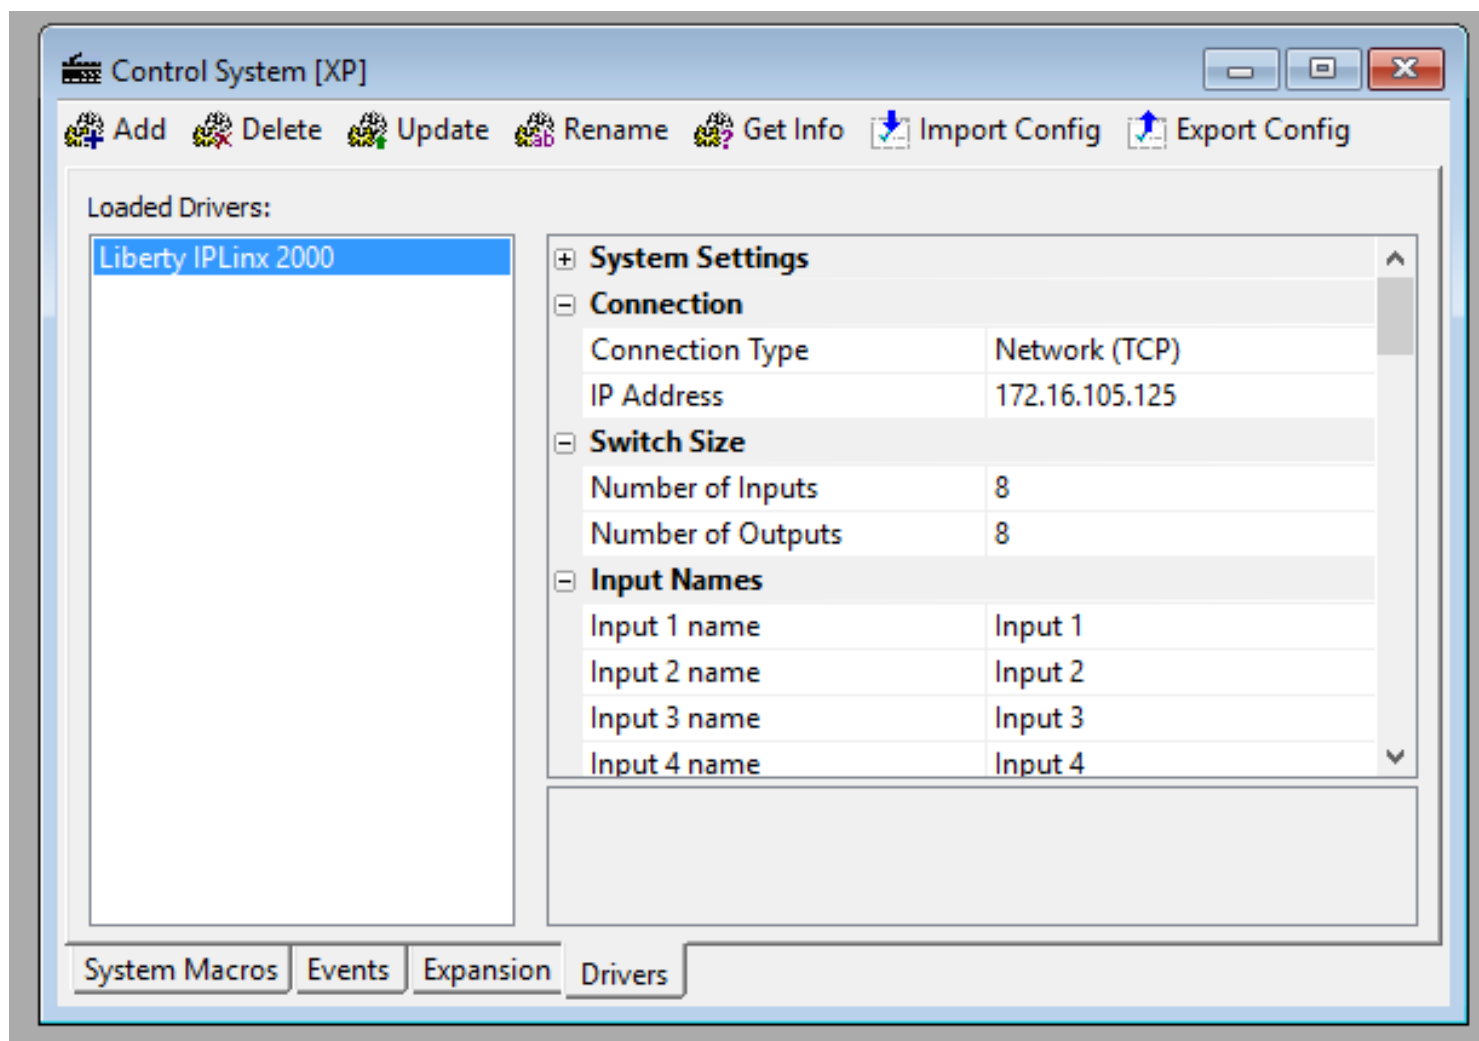 Control System [XP]
Add Delete Update Rename Get Info Import Config Export Config
Loaded Drivers:
Liberty IPLinx 2000
System Settings
Connection
Connection Type Network (TCP)
IP Address 172.16.105.125
Switch Size
Number of Inputs 8
Number of Outputs 8
Input Names
Input 1 name Input 1
Input 2 name Input 2
Input 3 name Input 3
Input 4 name Input 4
System Macros Events Expansion Drivers